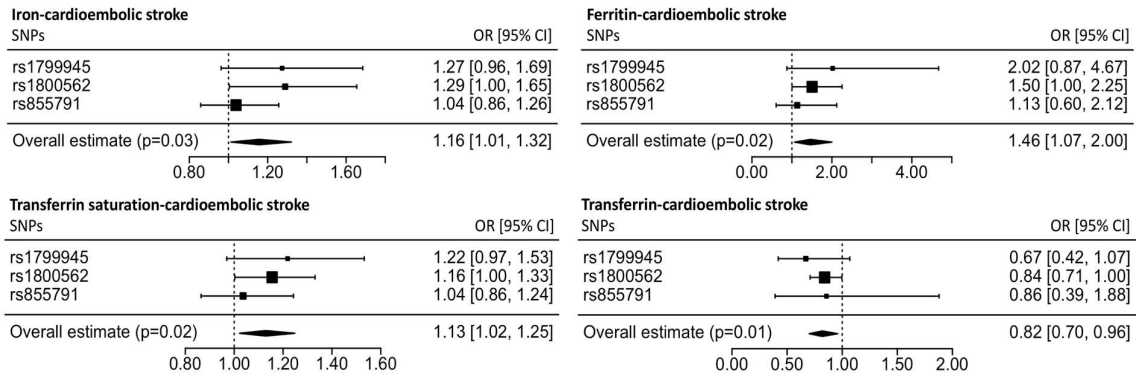 Iron-cardioembolic stroke
SNPs OR [95% CI]
rs1799945 1.27 [0.96, 1.69]
rs1800562 1.29 [1.00, 1.65]
rs855791 1.04 [0.86, 1.26]
Overall estimate (p=0.03) 1.16 [1.01, 1.32]
0.80 1.20 1.60
Ferritin-cardioembolic stroke
SNPs OR [95% CI]
rs1799945 2.02 [0.87, 4.67]
rs1800562 1.50 [1.00, 2.25]
rs855791 1.13 [0.60, 2.12]
Overall estimate (p=0.02) 1.46 [1.07, 2.00]
0.00 2.00 4.00
Transferrin saturation-cardioembolic stroke
SNPs OR [95% CI]
rs1799945 1.22 [0.97, 1.53]
rs1800562 1.16 [1.00, 1.33]
rs855791 1.04 [0.86, 1.24]
Overall estimate (p=0.02) 1.13 [1.02, 1.25]
0.80 1.00 1.20 1.40 1.60
Transferrin-cardioembolic stroke
SNPs OR [95% CI]
rs1799945 0.67 [0.42, 1.07]
rs1800562 0.84 [0.71, 1.00]
rs855791 0.86 [0.39, 1.88]
Overall estimate (p=0.01) 0.82 [0.70, 0.96]
0.00 0.50 1.00 2.00